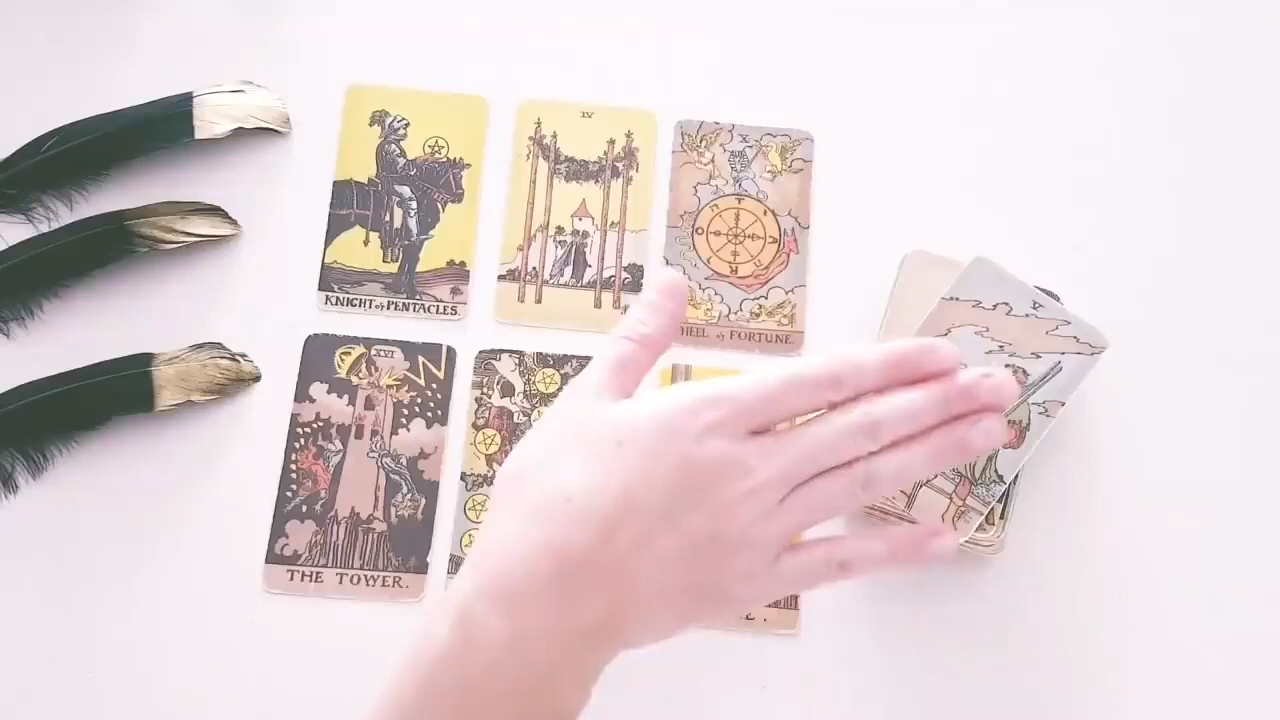 KNIGHT of PENTACLES.
IV
X
HEEL of FORTUNE.
XVI
THE TOWER.
V